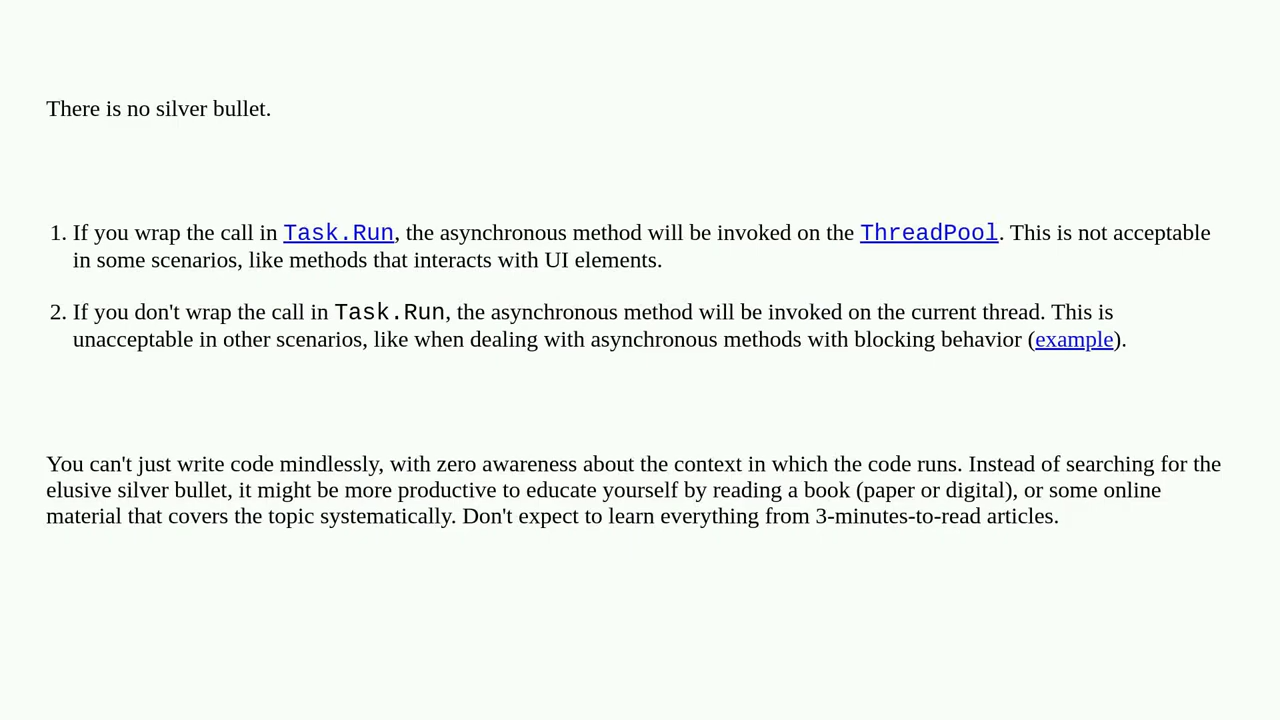 There is no silver bullet.
1. If you wrap the call in Task.Run, the asynchronous method will be invoked on the ThreadPool. This is not acceptable
in some scenarios, like methods that interacts with UI elements.
2. If you don't wrap the call in Task.Run, the asynchronous method will be invoked on the current thread. This is
unacceptable in other scenarios, like when dealing with asynchronous methods with blocking behavior (example).
You can't just write code mindlessly, with zero awareness about the context in which the code runs. Instead of searching for the
elusive silver bullet, it might be more productive to educate yourself by reading a book (paper or digital), or some online
material that covers the topic systematically. Don't expect to learn everything from 3-minutes-to-read articles.